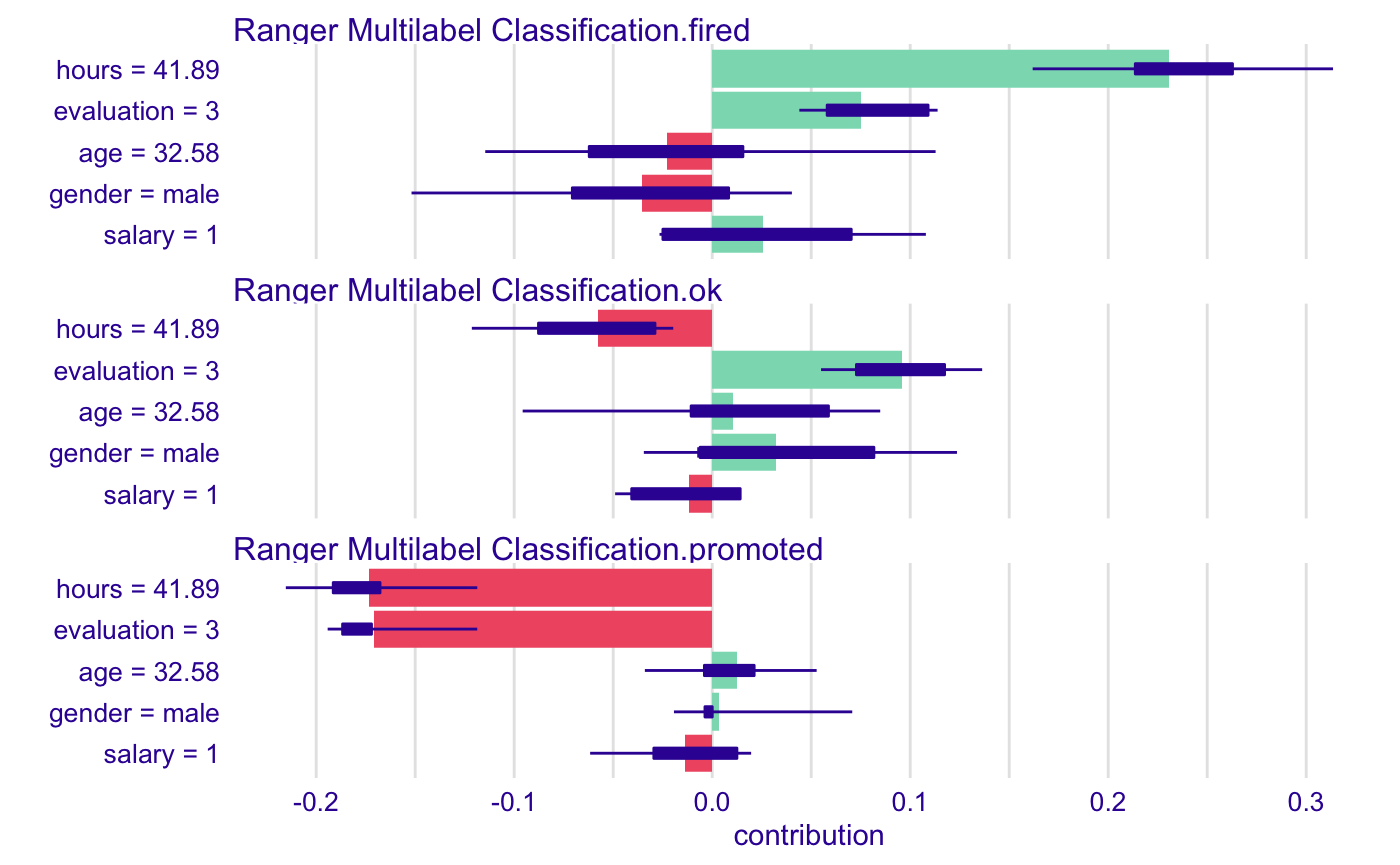 Ranger Multilabel Classification.fired
hours = 41.89
evaluation = 3
age = 32.58
gender = male
salary = 1
Ranger Multilabel Classification.ok
hours = 41.89
evaluation = 3
age = 32.58
gender = male
salary = 1
Ranger Multilabel Classification.promoted
hours = 41.89
evaluation = 3
age = 32.58
gender = male
salary = 1
-0.2 -0.1 0.0 0.1 0.2 0.3
contribution